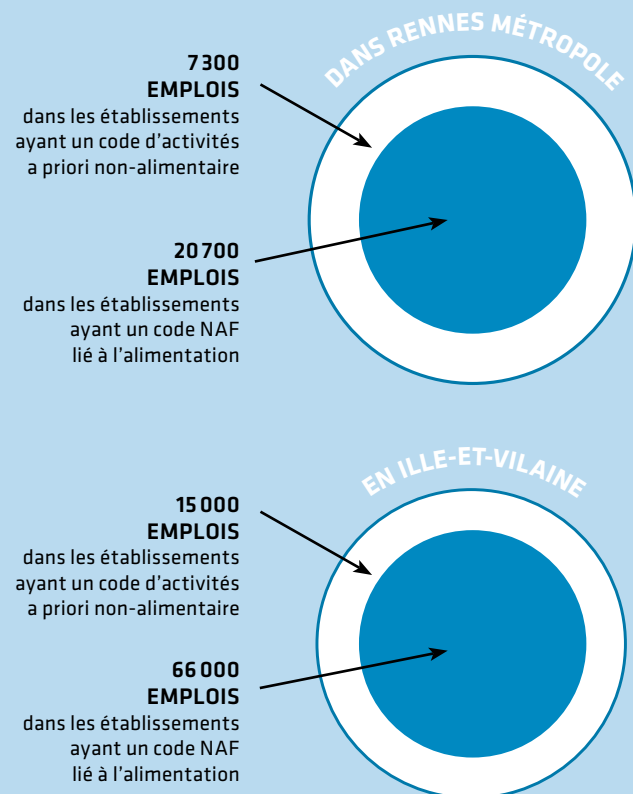 DANS RENNES MÉTROPOLE
7300
EMPLOIS
dans les établissements
ayant un code d’activités
a priori non-alimentaire
20700
EMPLOIS
dans les établissements
ayant un code NAF
lié à l’alimentation
EN ILLE-ET-VILAINE
15000
EMPLOIS
dans les établissements
ayant un code d’activités
a priori non-alimentaire
66000
EMPLOIS
dans les établissements
ayant un code NAF
lié à l’alimentation